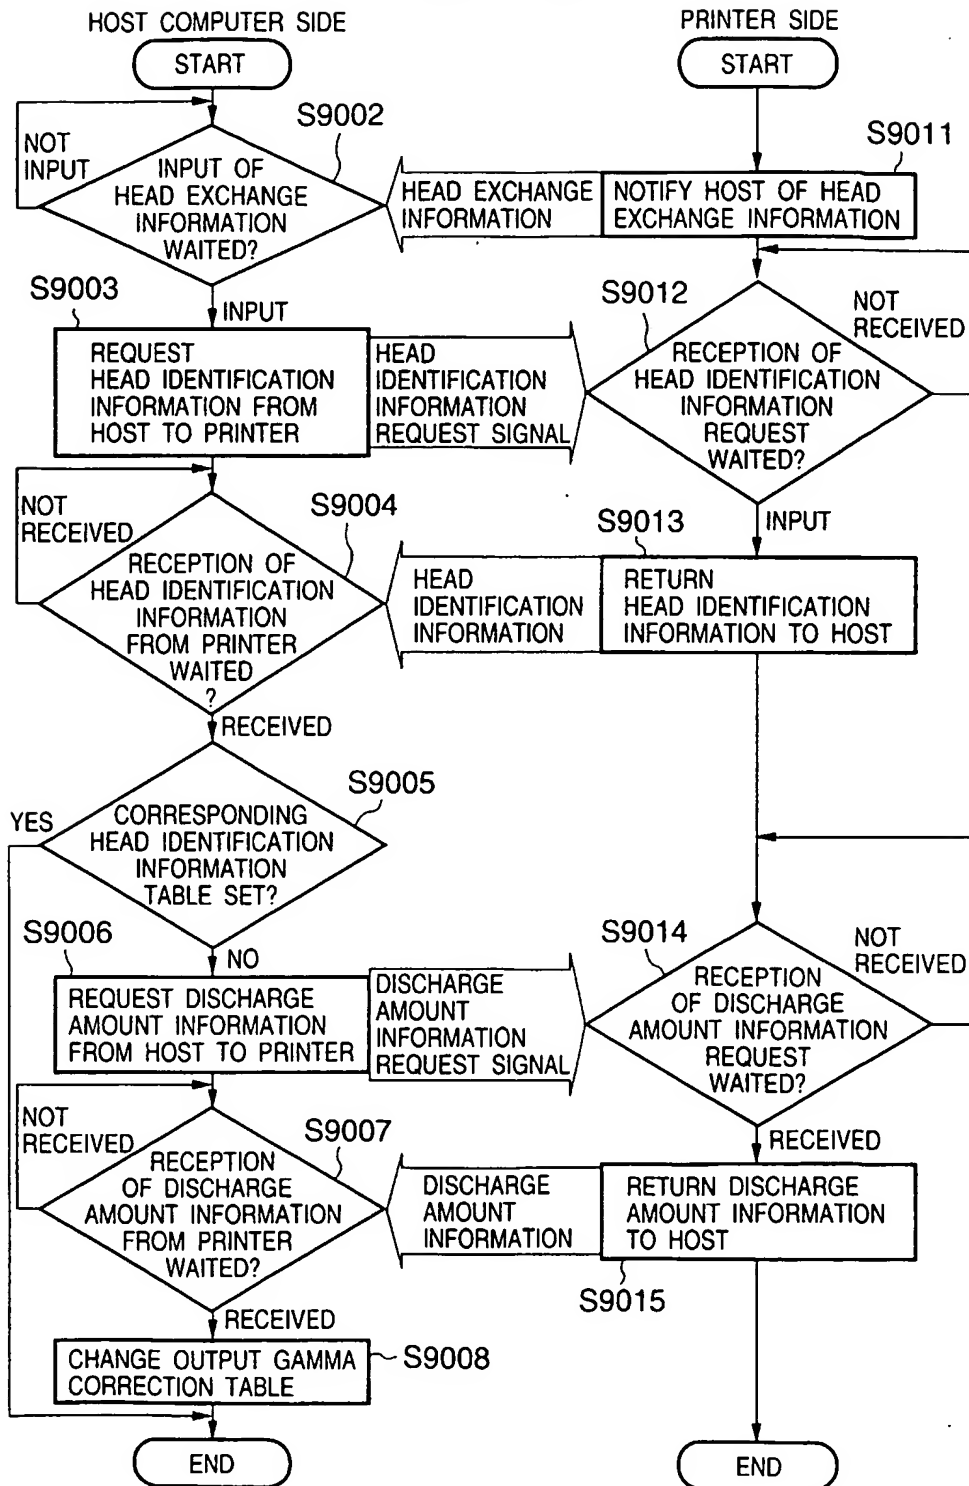 HOST COMPUTER SIDE
PRINTER SIDE
START
START
S9002
NOT
INPUT
INPUT OF
HEAD EXCHANGE
INFORMATION
WAITED?
HEAD EXCHANGE
INFORMATION
S9011
NOTIFY HOST OF HEAD
EXCHANGE INFORMATION
S9003
INPUT
REQUEST
HEAD IDENTIFICATION
INFORMATION FROM
HOST TO PRINTER
HEAD
IDENTIFICATION
INFORMATION
REQUEST SIGNAL
S9012
NOT
RECEIVED
RECEPTION OF
HEAD IDENTIFICATION
INFORMATION
REQUEST
WAITED?
INPUT
NOT
RECEIVED
S9004
RECEPTION OF
HEAD IDENTIFICATION
INFORMATION
FROM PRINTER
WAITED
?
HEAD
IDENTIFICATION
INFORMATION
S9013
RETURN
HEAD IDENTIFICATION
INFORMATION TO HOST
RECEIVED
S9005
YES
CORRESPONDING
HEAD IDENTIFICATION
INFORMATION
TABLE SET?
S9006
NO
REQUEST DISCHARGE
AMOUNT INFORMATION
FROM HOST TO PRINTER
DISCHARGE
AMOUNT
INFORMATION
REQUEST SIGNAL
S9014
NOT
RECEIVED
RECEPTION
OF DISCHARGE
AMOUNT INFORMATION
REQUEST
WAITED?
RECEIVED
NOT
RECEIVED
S9007
RECEPTION
OF DISCHARGE
AMOUNT INFORMATION
FROM PRINTER
WAITED?
DISCHARGE
AMOUNT
INFORMATION
RETURN DISCHARGE
AMOUNT INFORMATION
TO HOST
S9015
RECEIVED
CHANGE OUTPUT GAMMA
CORRECTION TABLE
S9008
END
END